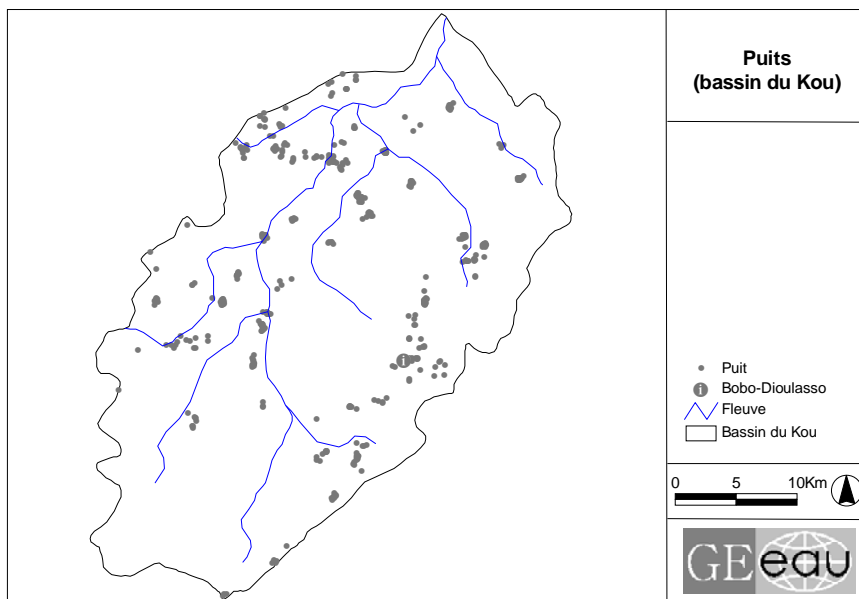 Puits
(bassin du Kou)
Puit
i Bobo-Dioulasso
Fleuve
Bassin du Kou
0 5 10Km
GEeau
i